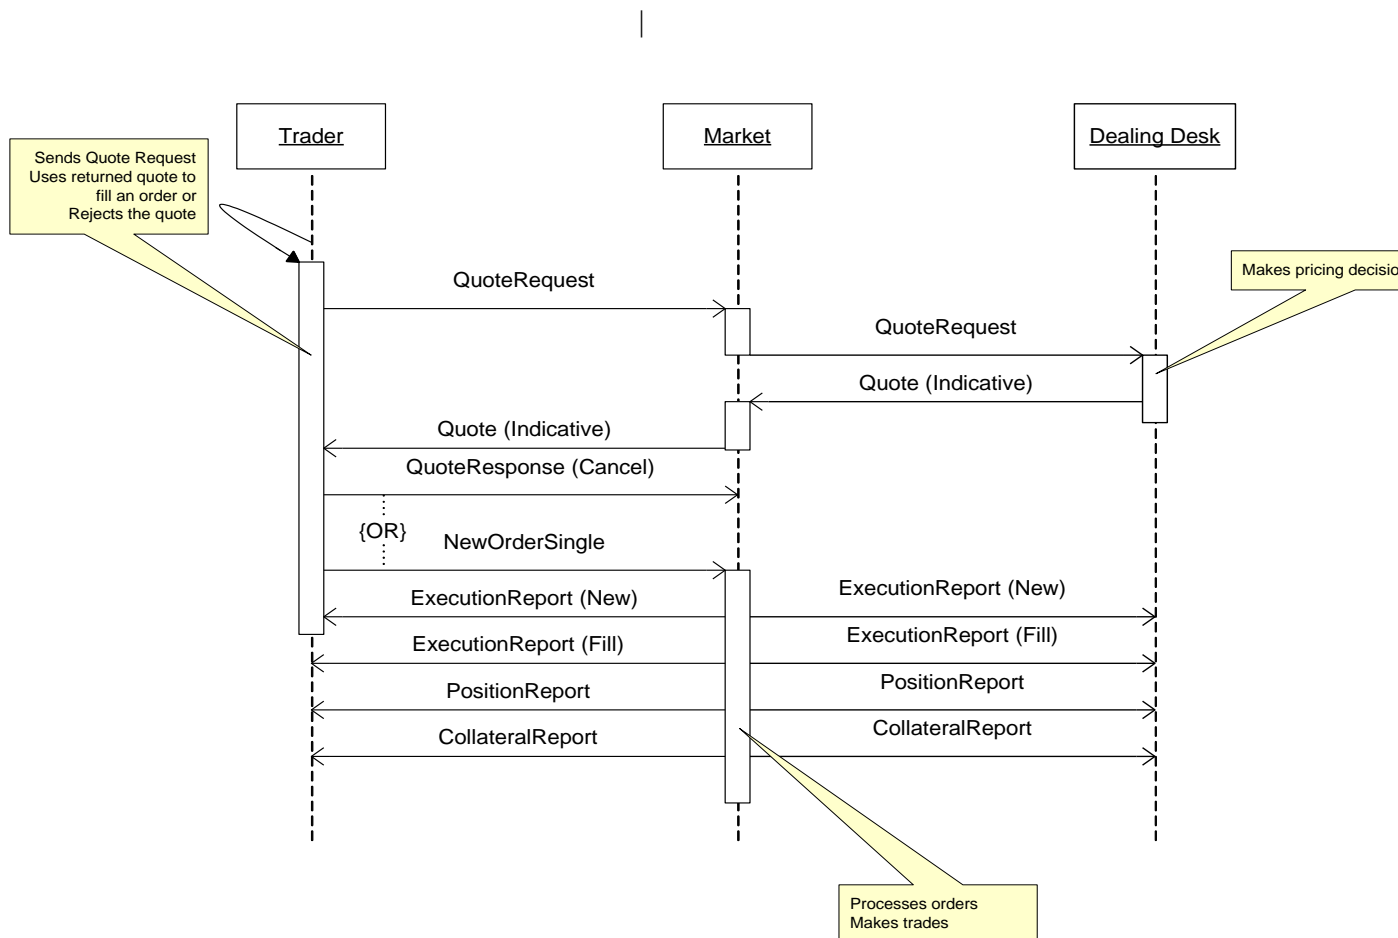 Trader
Market
Dealing Desk
Sends Quote Request
Uses returned quote to
fill an order or
Rejects the quote
Makes pricing decisio
QuoteRequest
QuoteRequest
Quote (Indicative)
Quote (Indicative)
QuoteResponse (Cancel)
{OR}
NewOrderSingle
ExecutionReport (New)
ExecutionReport (New)
ExecutionReport (Fill)
ExecutionReport (Fill)
PositionReport
PositionReport
CollateralReport
CollateralReport
Processes orders
Makes trades